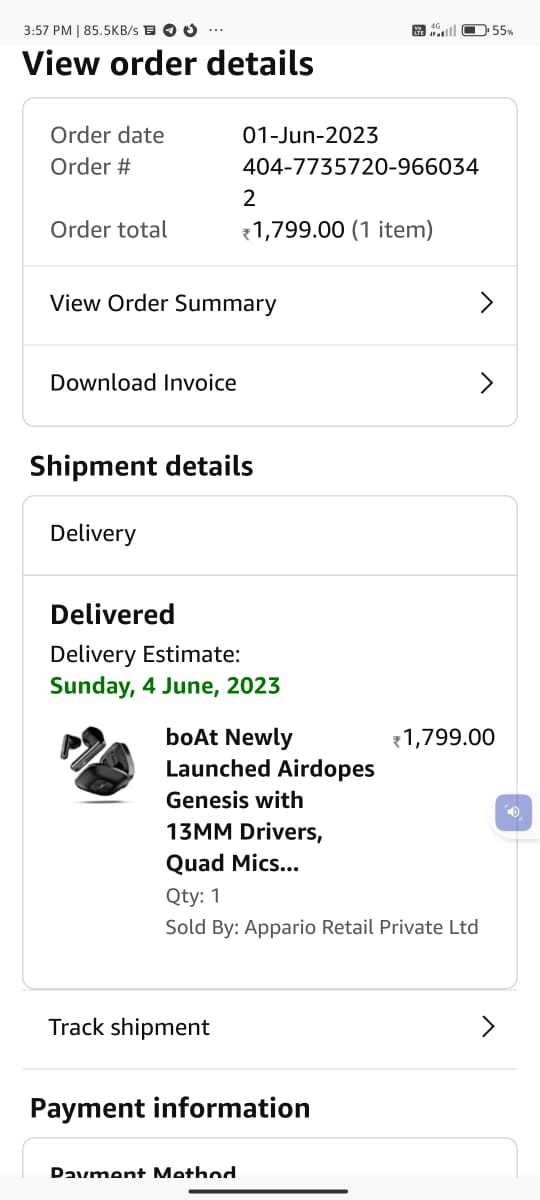 3:57 PM | 85.5KB/s ... 4G 55%
View order details
Order date 01-Jun-2023
Order # 404-7735720-966034
2
Order total ₹1,799.00 (1 item)
View Order Summary
Download Invoice
Shipment details
Delivery
Delivered
Delivery Estimate:
Sunday, 4 June, 2023
boAt Newly ₹1,799.00
Launched Airdopes
Genesis with
13MM Drivers,
Quad Mics...
Qty: 1
Sold By: Appario Retail Private Ltd
Track shipment
Payment information
Payment Method